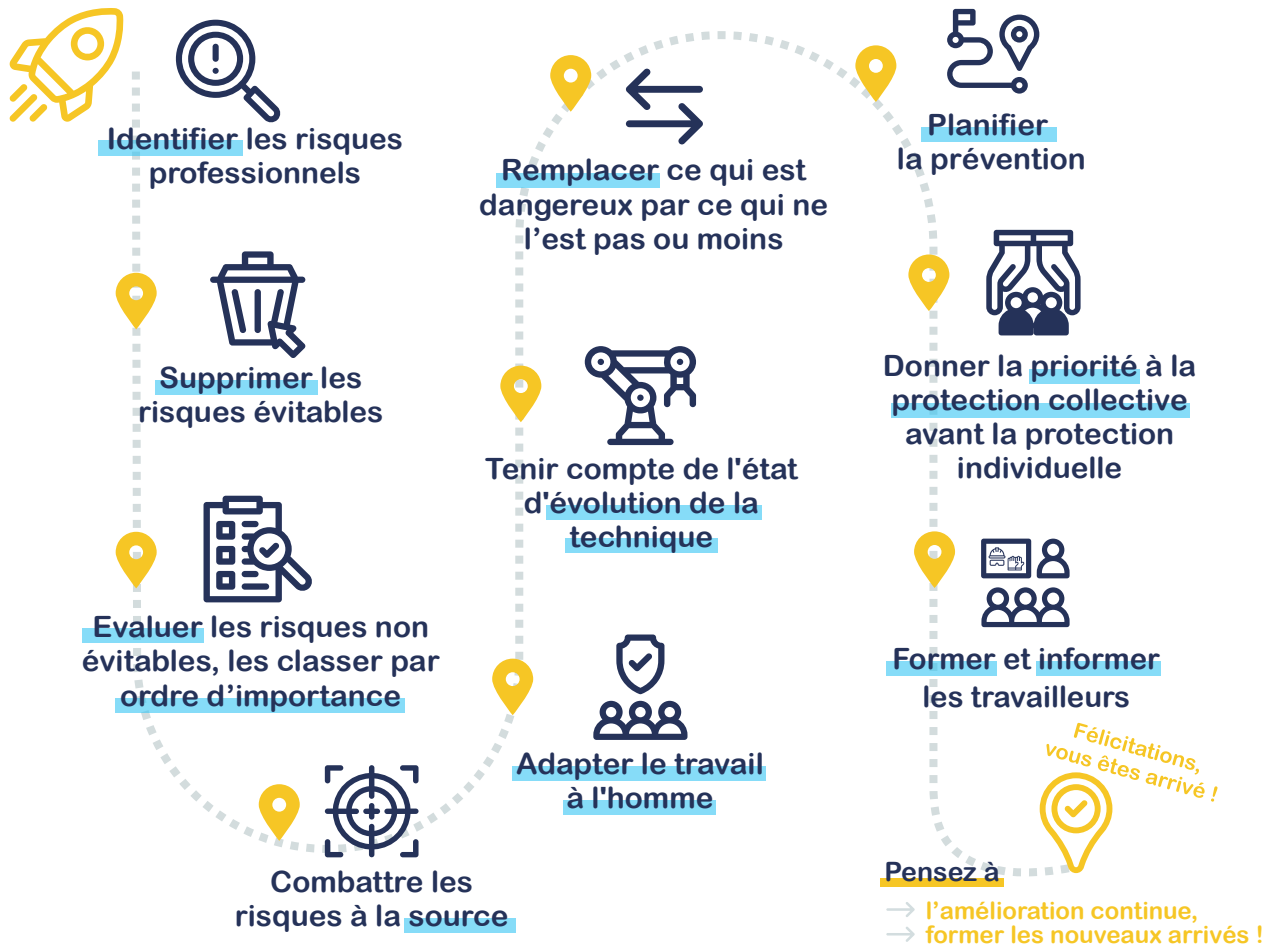 Identifier les risques
professionnels
Supprimer les
risques évitables
Evaluer les risques non
évitables, les classer par
ordre d’importance
Combattre les
risques à la source
Adapter le travail
à l'homme
Tenir compte de l'état
d'évolution de la
technique
Remplacer ce qui est
dangereux par ce qui ne
l’est pas ou moins
Planifier
la prévention
Donner la priorité à la
protection collective
avant la protection
individuelle
Former et informer
les travailleurs
Félicitations,
vous êtes arrivé !
Pensez à
→ l’amélioration continue,
→ former les nouveaux arrivés !